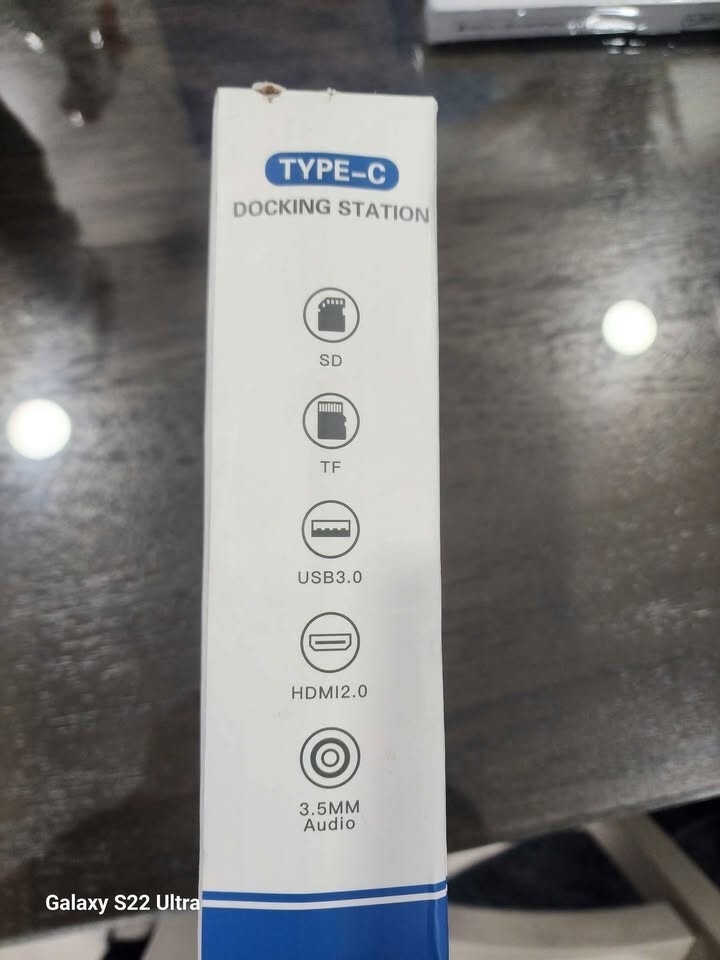 TYPE-C
DOCKING STATION
SD
TF
USB3.0
HDMI2.0
3.5MM
Audio
Galaxy S22 Ultra